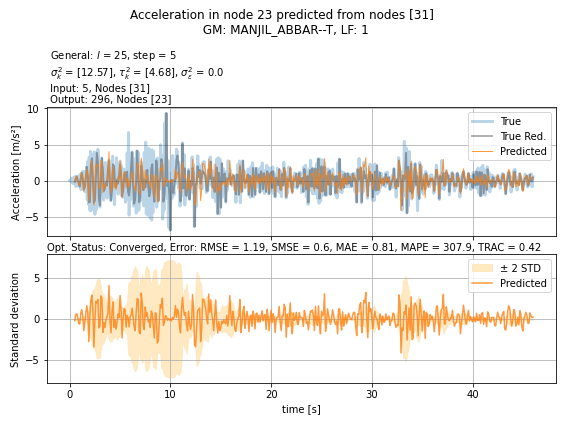 Acceleration in node 23 predicted from nodes [31]
GM: MANJIL_ABBAR--T, LF: 1
General: l = 25, step = 5
σ²ₖ = [12.57], τ²ₖ = [4.68], σ²ε = 0.0
Input: 5, Nodes [31]
Output: 296, Nodes [23]
10
5
0
−5
Acceleration [m/s²]
True
True Red.
Predicted
Opt. Status: Converged, Error: RMSE = 1.19, SMSE = 0.6, MAE = 0.81, MAPE = 307.9, TRAC = 0.42
5
0
−5
Standard deviation
± 2 STD
Predicted
0 10 20 30 40
time [s]